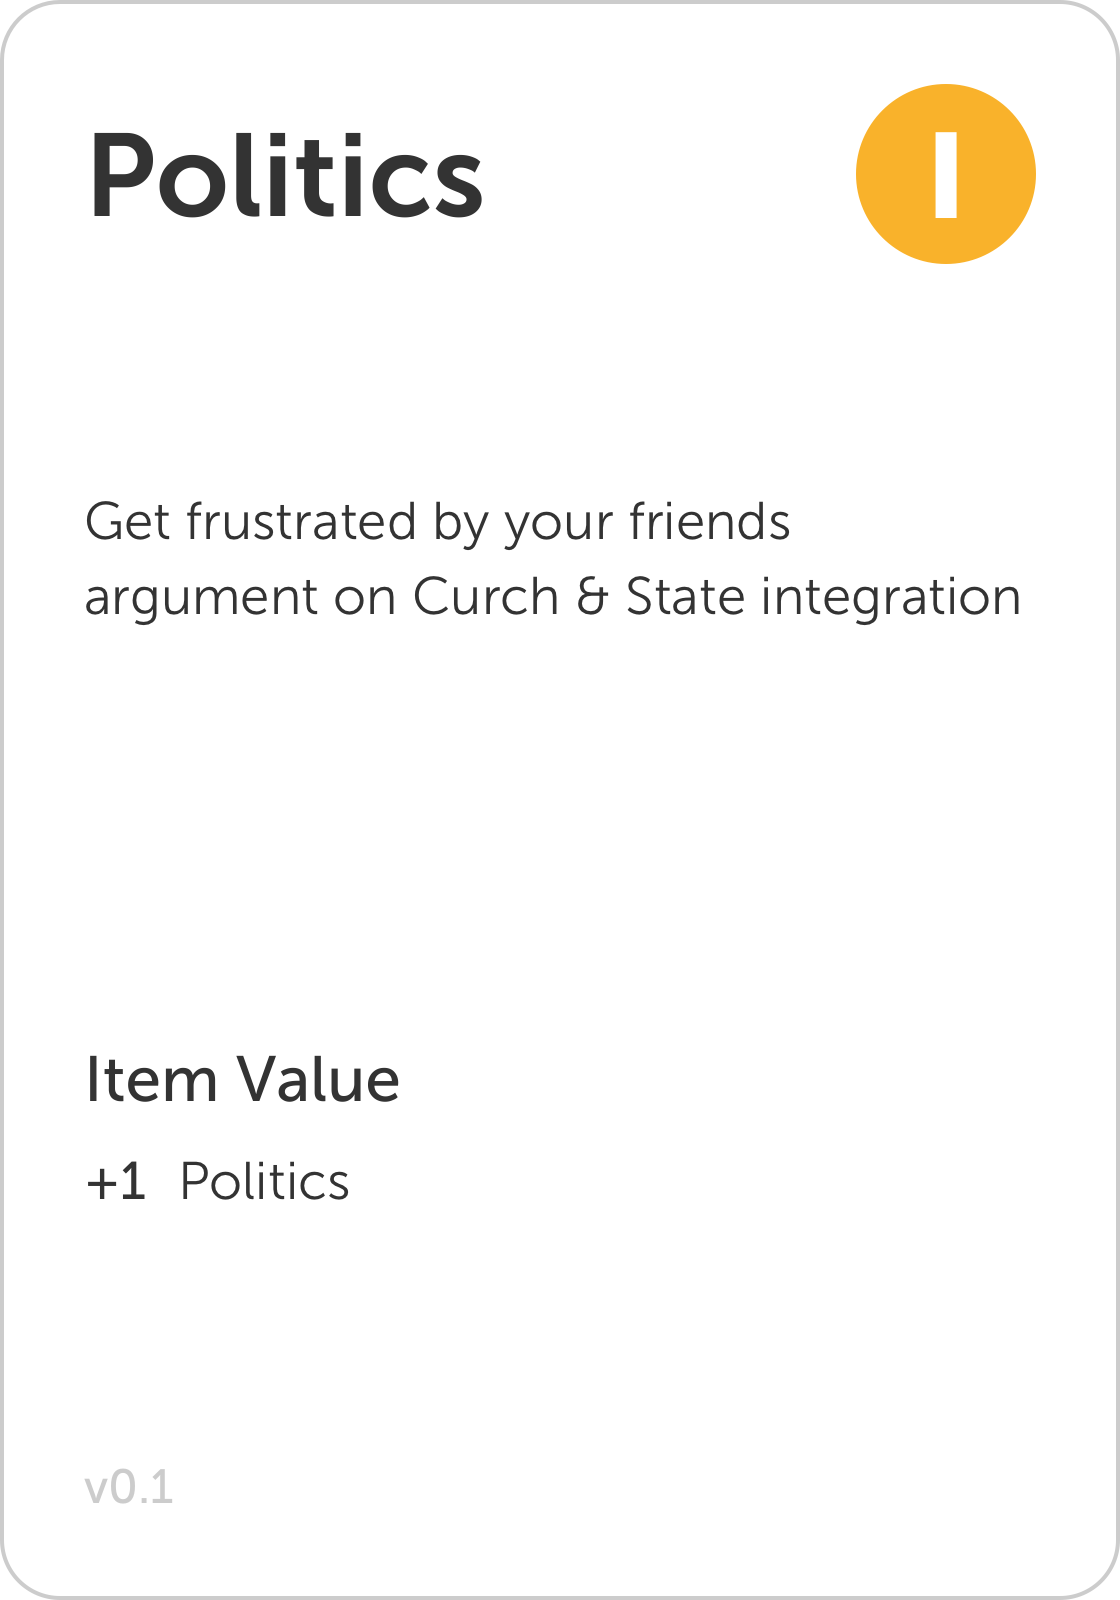 Politics
I
Get frustrated by your friends
argument on Curch & State integration
Item Value
+1 Politics
v0.1